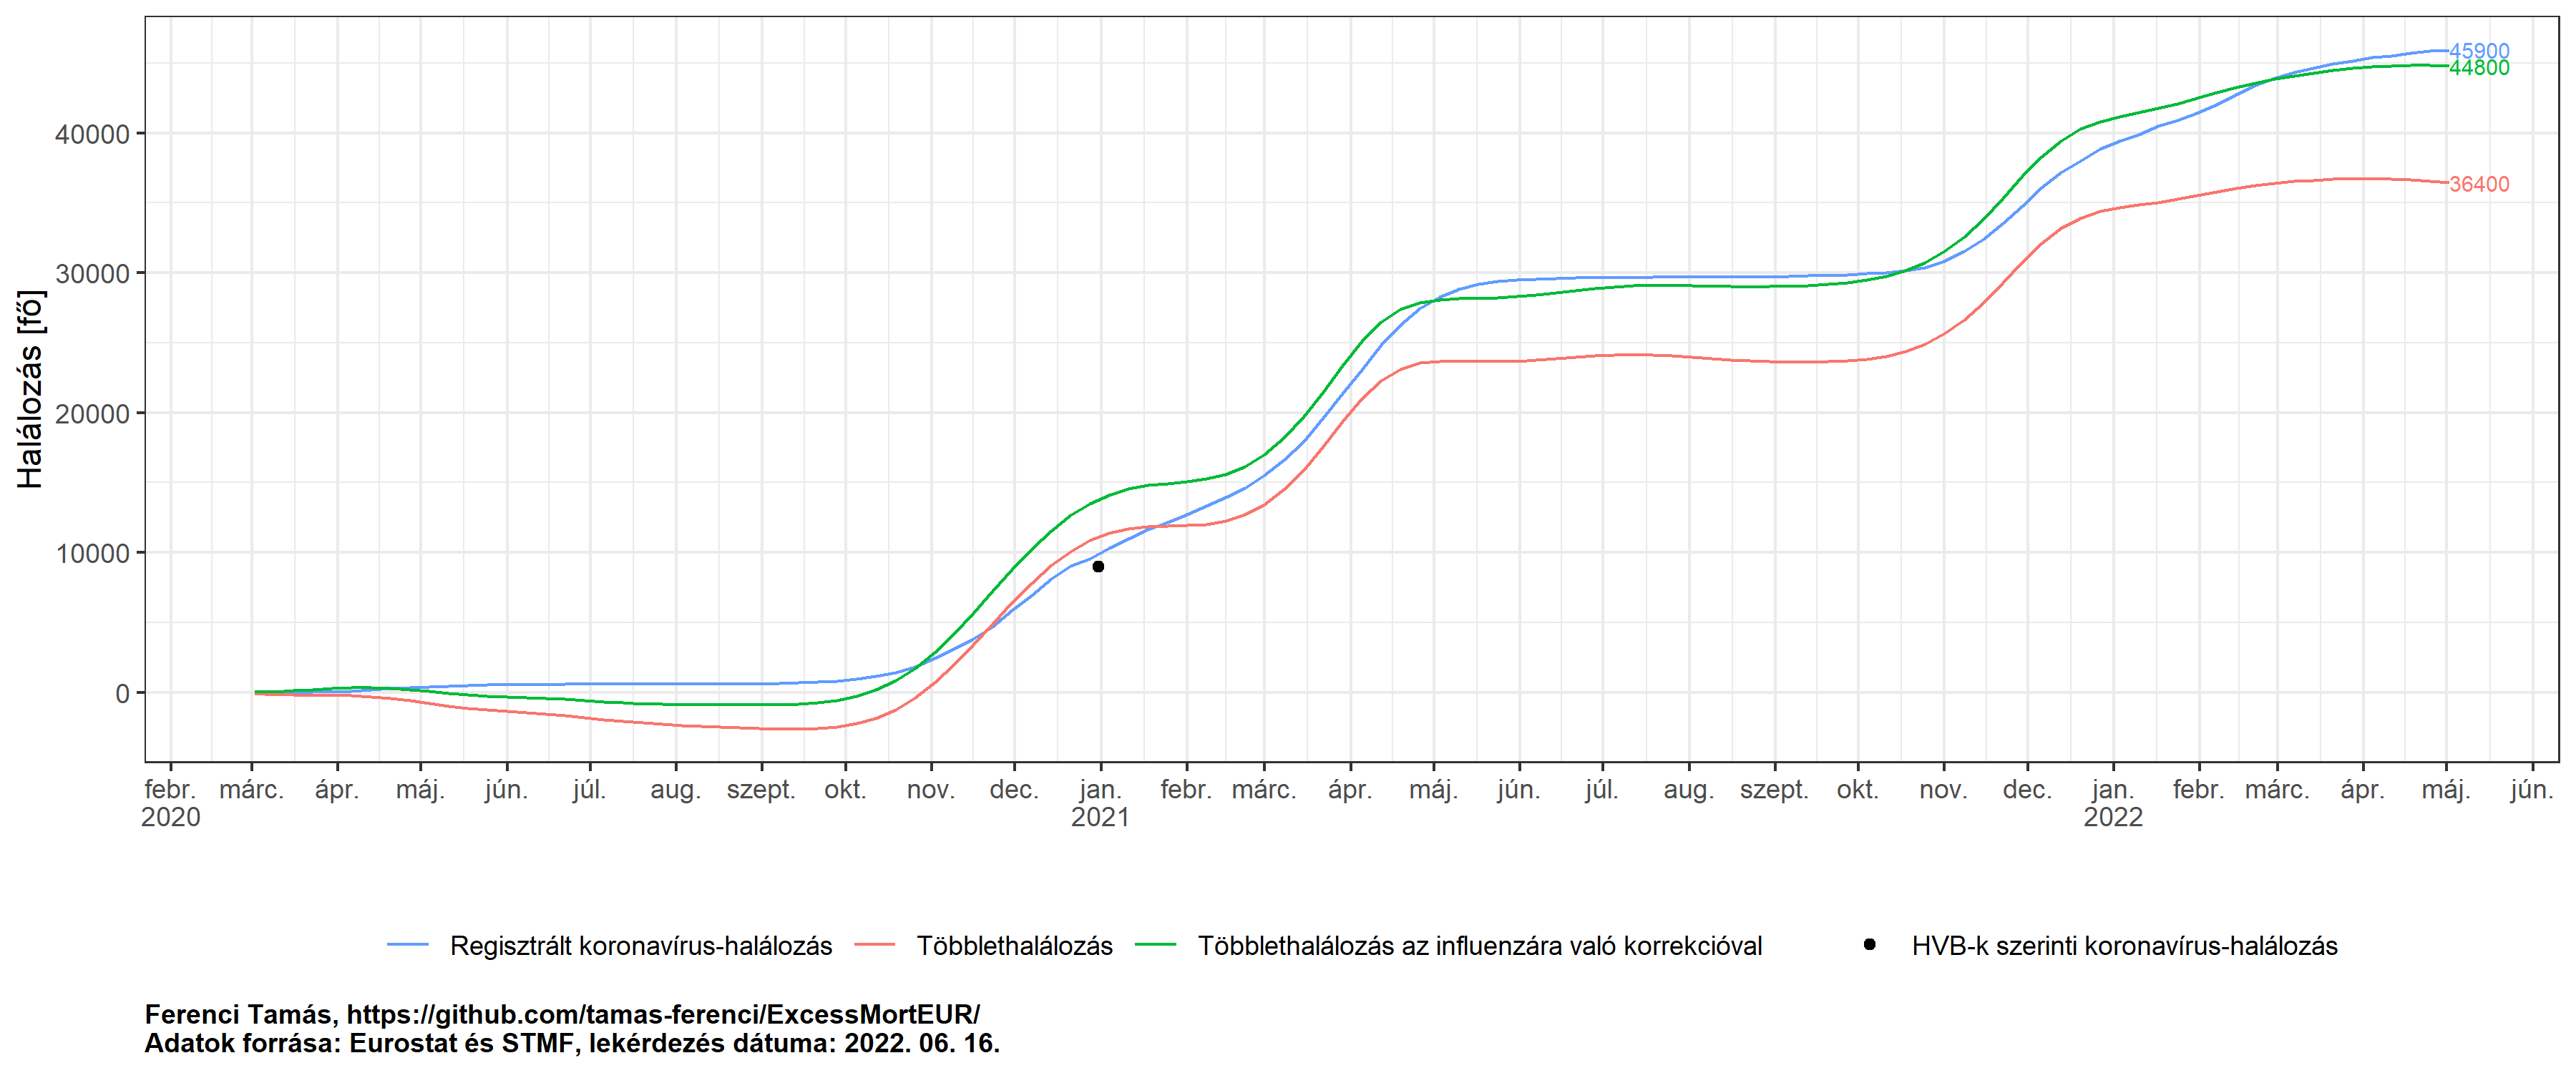 45900
44800
40000
36400
30000
20000
10000
0
Halálozás [fő]
febr. márc. ápr. máj. jún. júl. aug. szept. okt. nov. dec. jan. febr. márc. ápr. máj. jún. júl. aug. szept. okt. nov. dec. jan. febr. márc. ápr. máj. jún.
2020 2021 2022
Regisztrált koronavírus-halálozás Többlethalálozás Többlethalálozás az influenzára való korrekcióval HVB-k szerinti koronavírus-halálozás
Ferenci Tamás, https://github.com/tamas-ferenci/ExcessMortEUR/
Adatok forrása: Eurostat és STMF, lekérdezés dátuma: 2022. 06. 16.